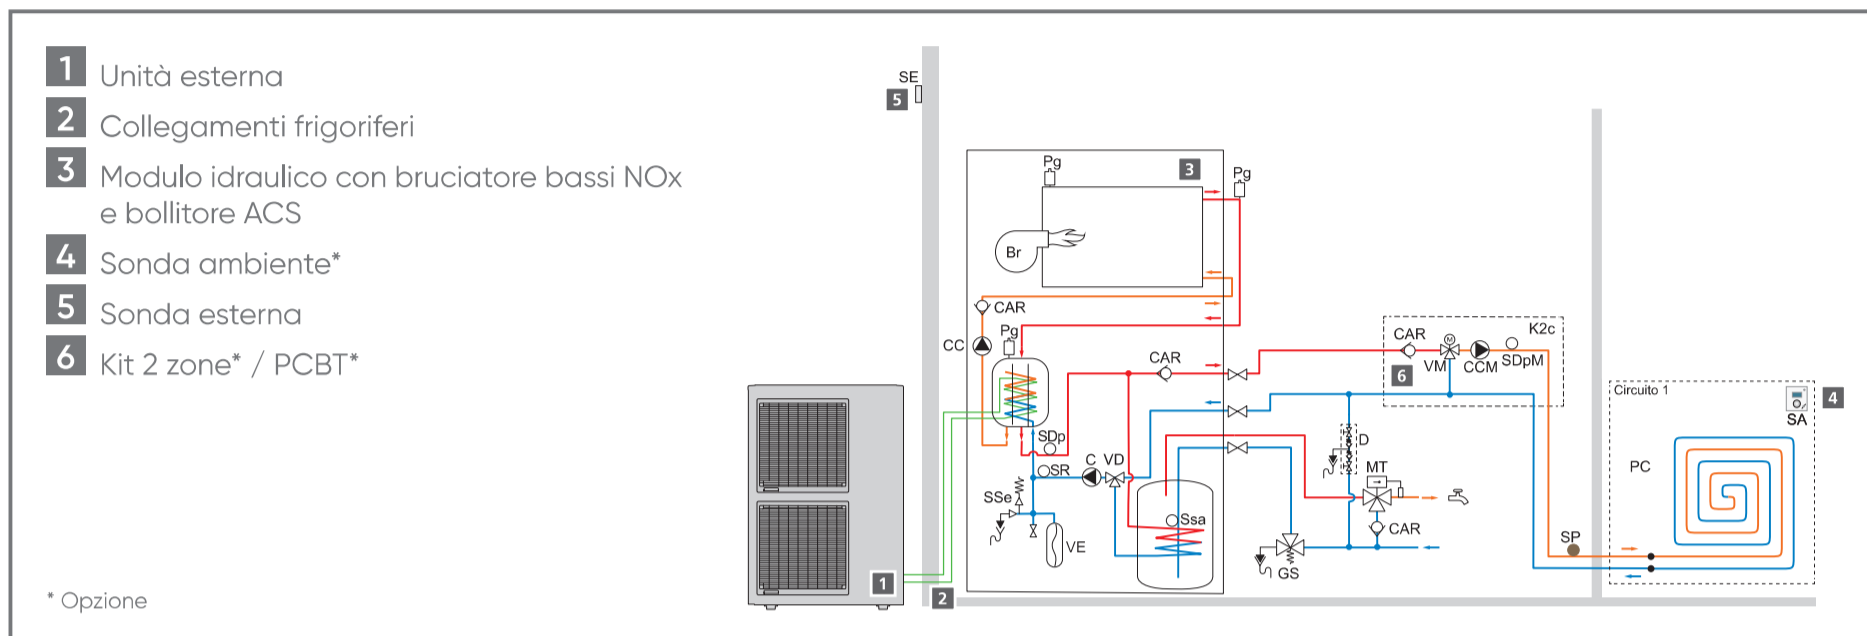 1 Unità esterna
2 Collegamenti frigoriferi
3 Modulo idraulico con bruciatore bassi NOx
e bollitore ACS
4 Sonda ambiente*
5 Sonda esterna
6 Kit 2 zone* / PCBT*
* Opzione
SE
5
Pg
3
Pg
Br
CAR
CC
Pg
CAR
SDp
SR
C
VD
SSe
VE
Ssa
CAR
K2c
VM
CCM
SDpM
6
D
MT
CAR
GS
SP
Circuito 1
SA
4
PC
1
2
M